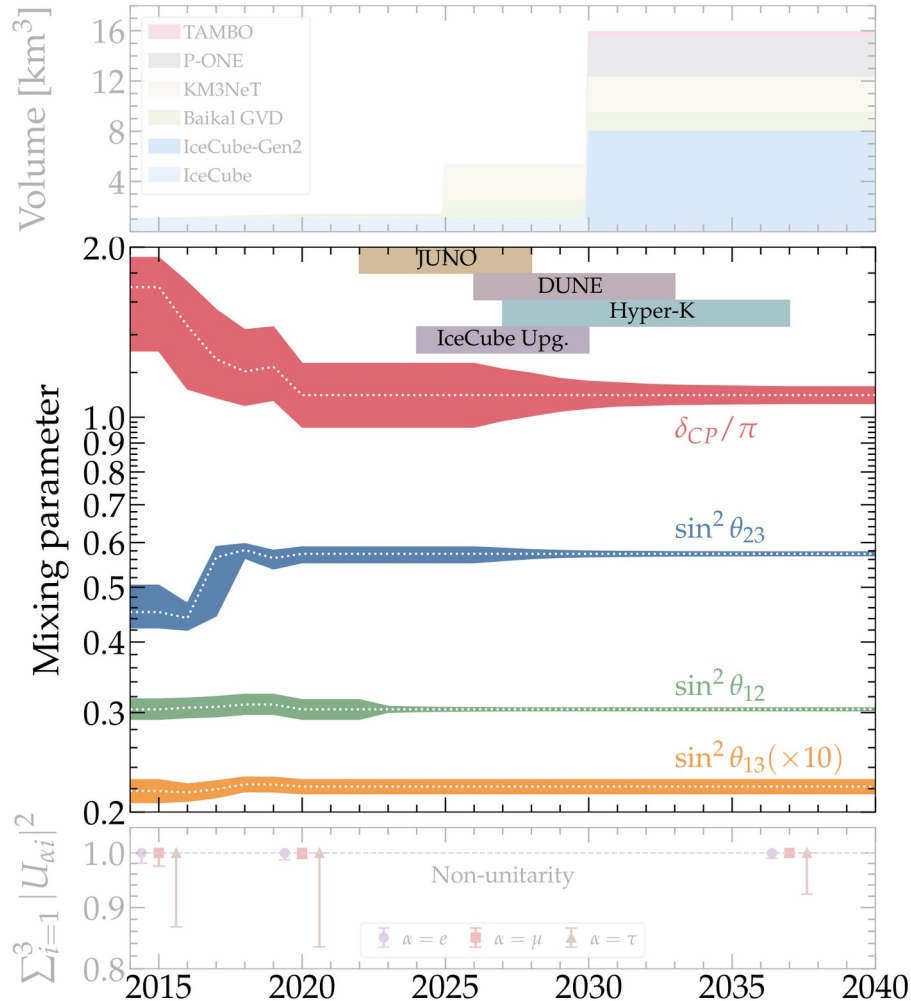 Volume [km³]
16
12
8
4
TAMBO
P-ONE
KM3NeT
Baikal GVD
IceCube-Gen2
IceCube
Mixing parameter
2.0
1.0
0.9
0.8
0.7
0.6
0.5
0.4
0.3
0.2
JUNO
DUNE
Hyper-K
IceCube Upg.
δ_CP/π
sin² θ₂₃
sin² θ₁₂
sin² θ₁₃(×10)
∑³ᵢ₌₁ |U_αi|²
1.0
0.9
0.8
Non-unitarity
α = e α = μ α = τ
2015 2020 2025 2030 2035 2040